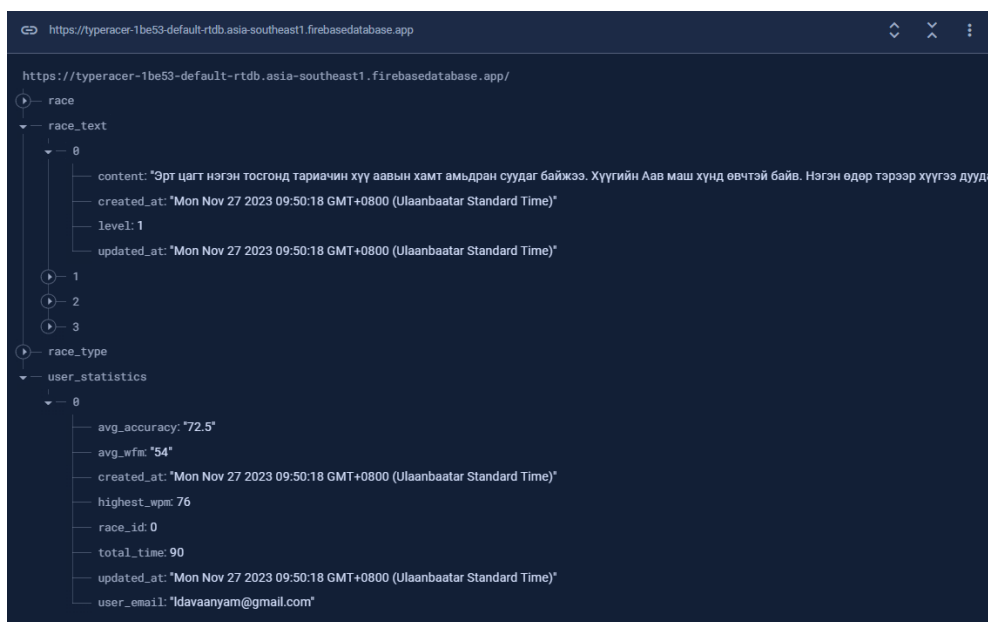 https://typeracer-1be53-default-rtdb.asia-southeast1.firebasedatabase.app
https://typeracer-1be53-default-rtdb.asia-southeast1.firebasedatabase.app/
race
race_text
0
content: "Эрт цагт нэгэн тосгонд тариачин хүү аавын хамт амьдран суудаг байжээ. Хүүгийн Аав маш хүнд өвчтэй байв. Нэгэн өдөр тэрээр хүүгээ дууда
created_at: "Mon Nov 27 2023 09:50:18 GMT+0800 (Ulaanbaatar Standard Time)"
level: 1
updated_at: "Mon Nov 27 2023 09:50:18 GMT+0800 (Ulaanbaatar Standard Time)"
1
2
3
race_type
user_statistics
0
avg_accuracy: "72.5"
avg_wfm: "54"
created_at: "Mon Nov 27 2023 09:50:18 GMT+0800 (Ulaanbaatar Standard Time)"
highest_wpm: 76
race_id: 0
total_time: 90
updated_at: "Mon Nov 27 2023 09:50:18 GMT+0800 (Ulaanbaatar Standard Time)"
user_email: "ldavaanyam@gmail.com"